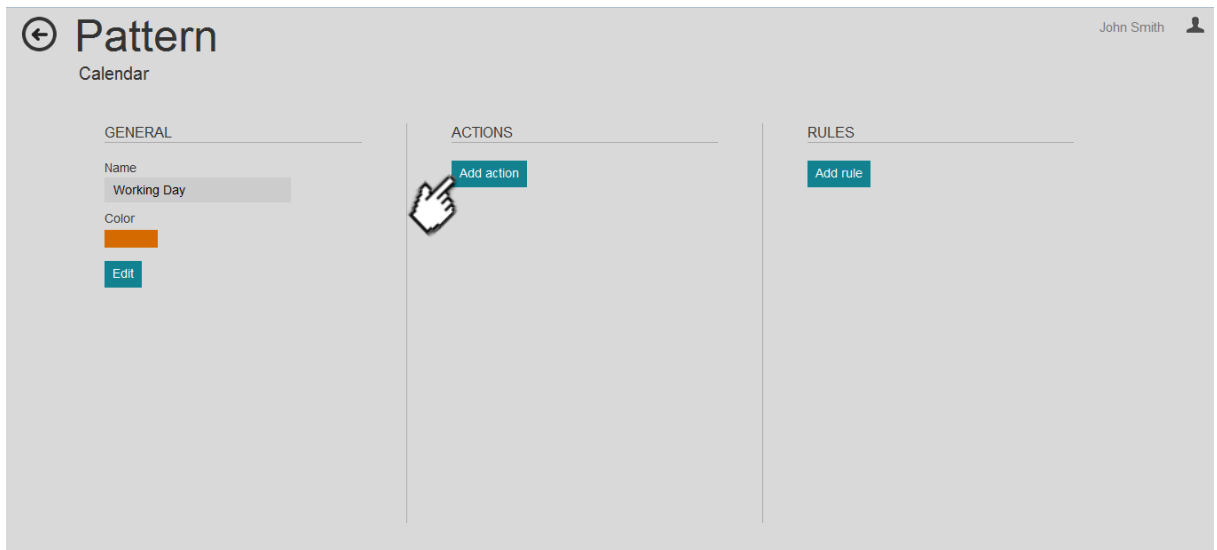 Pattern
John Smith
Calendar
GENERAL
Name
Working Day
Color
Edit
ACTIONS
Add action
RULES
Add rule